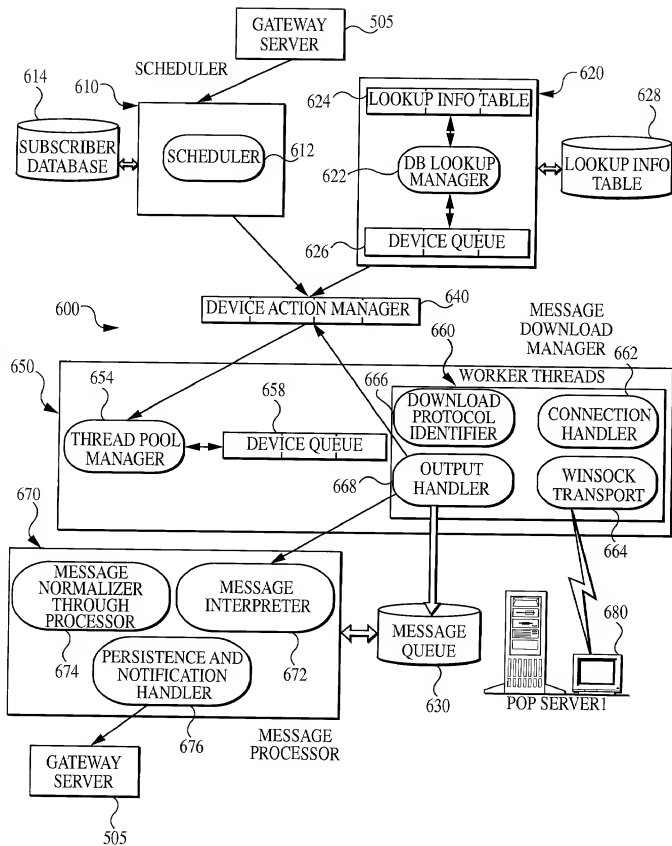 GATEWAY
SERVER
505
SCHEDULER
614
610
SUBSCRIBER
DATABASE
SCHEDULER
612
620
624
LOOKUP INFO TABLE
622
DB LOOKUP
MANAGER
626
DEVICE QUEUE
628
LOOKUP INFO
TABLE
DEVICE ACTION MANAGER
640
600
MESSAGE
DOWNLOAD
MANAGER
650
654
THREAD POOL
MANAGER
658
DEVICE QUEUE
660
WORKER THREADS
662
666
DOWNLOAD
PROTOCOL
IDENTIFIER
CONNECTION
HANDLER
668
OUTPUT
HANDLER
WINSOCK
TRANSPORT
664
670
MESSAGE
NORMALIZER
THROUGH
PROCESSOR
674
MESSAGE
INTERPRETER
672
PERSISTENCE AND
NOTIFICATION
HANDLER
676
MESSAGE
QUEUE
630
680
POP SERVER1
MESSAGE
PROCESSOR
GATEWAY
SERVER
505